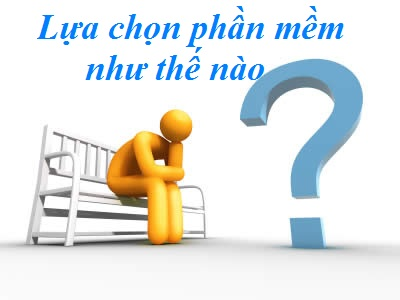 Lựa chọn phần mềm
như thế nào